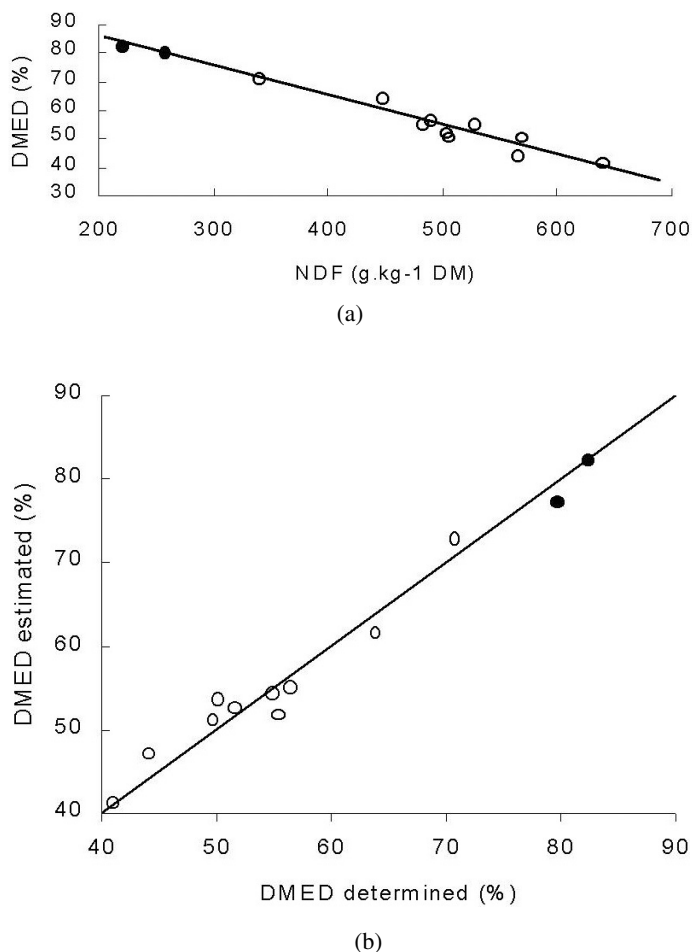 90
80
70
60
50
40
30
DMED (%)
200 300 400 500 600 700
NDF (g.kg-1 DM)
(a)
90
80
70
60
50
40
DMED estimated (%)
40 50 60 70 80 90
DMED determined (%)
(b)